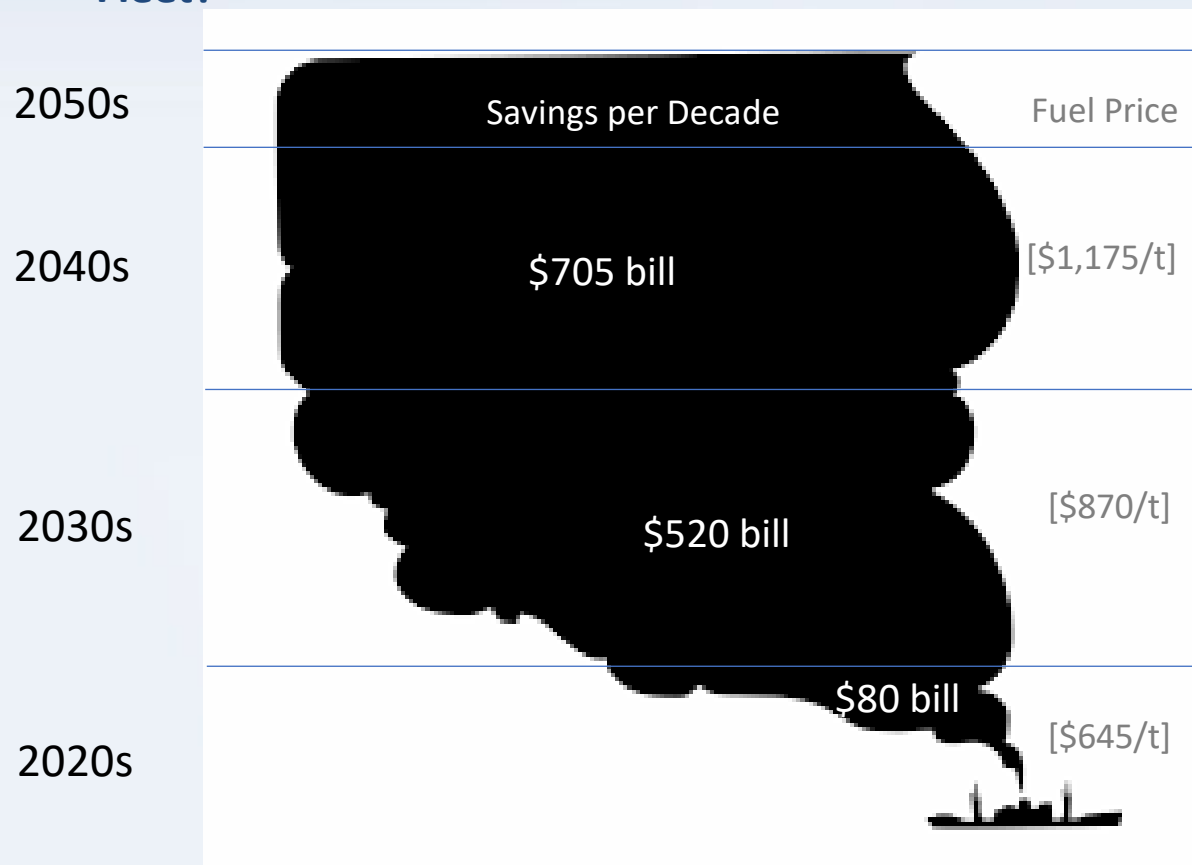 2050s
Savings per Decade
Fuel Price
2040s
$705 bill
[$1,175/t]
2030s
$520 bill
[$870/t]
2020s
$80 bill
[$645/t]